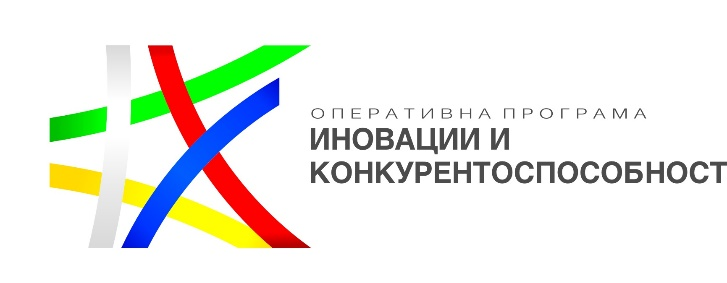 ОПЕРАТИВНА ПРОГРАМА
ИНОВАЦИИ И
КОНКУРЕНТОСПОСОБНОСТ